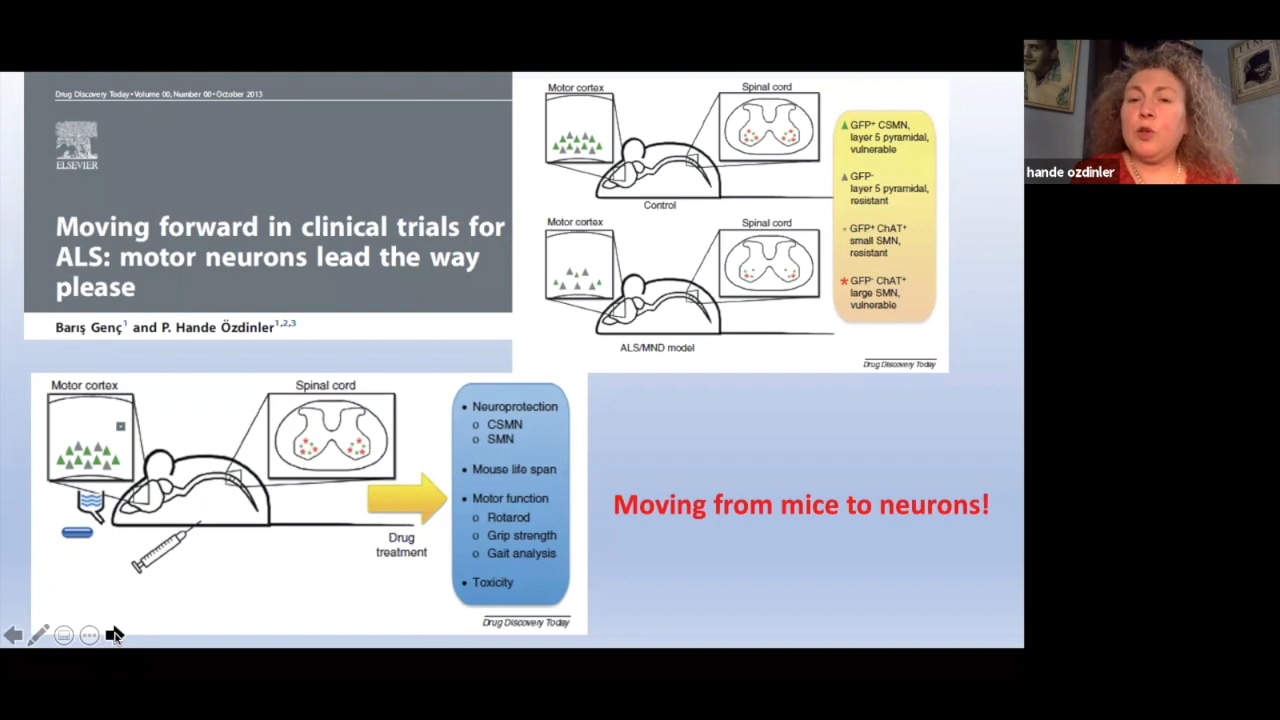 Drug Discovery Today • Volume 00, Number 00 • October 2013
ELSEVIER
Moving forward in clinical trials for
ALS: motor neurons lead the way
please
Barış Genç1 and P. Hande Özdinler1,2,3
Motor cortex
Spinal cord
Control
Motor cortex
Spinal cord
ALS/MND model
GFP+ CSMN,
layer 5 pyramidal,
vulnerable
GFP-
layer 5 pyramidal,
resistant
GFP+ ChAT+
small SMN,
resistant
GFP- ChAT+
large SMN,
vulnerable
Drug Discovery Today
Motor cortex
Spinal cord
Drug
treatment
• Neuroprotection
o CSMN
o SMN
• Mouse life span
• Motor function
o Rotarod
o Grip strength
o Gait analysis
• Toxicity
Drug Discovery Today
Moving from mice to neurons!
hande ozdinler